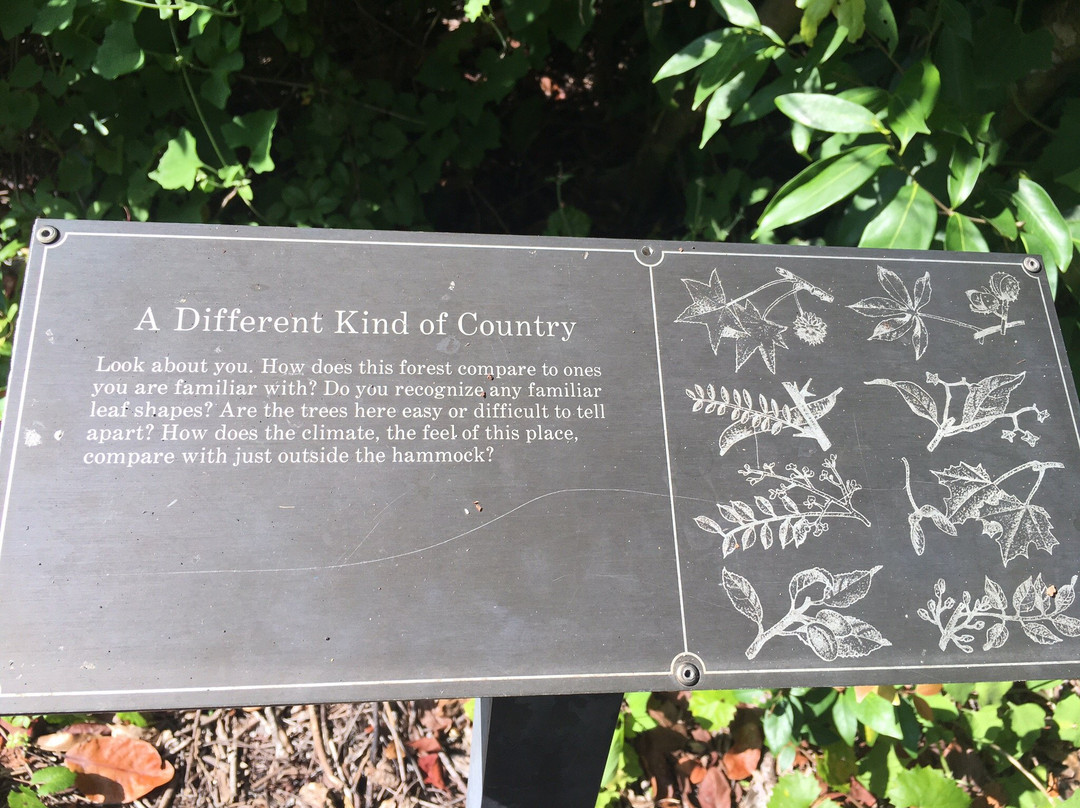 A Different Kind of Country
Look about you. How does this forest compare to ones
you are familiar with? Do you recognize any familiar
leaf shapes? Are the trees here easy or difficult to tell
apart? How does the climate, the feel of this place,
compare with just outside the hammock?